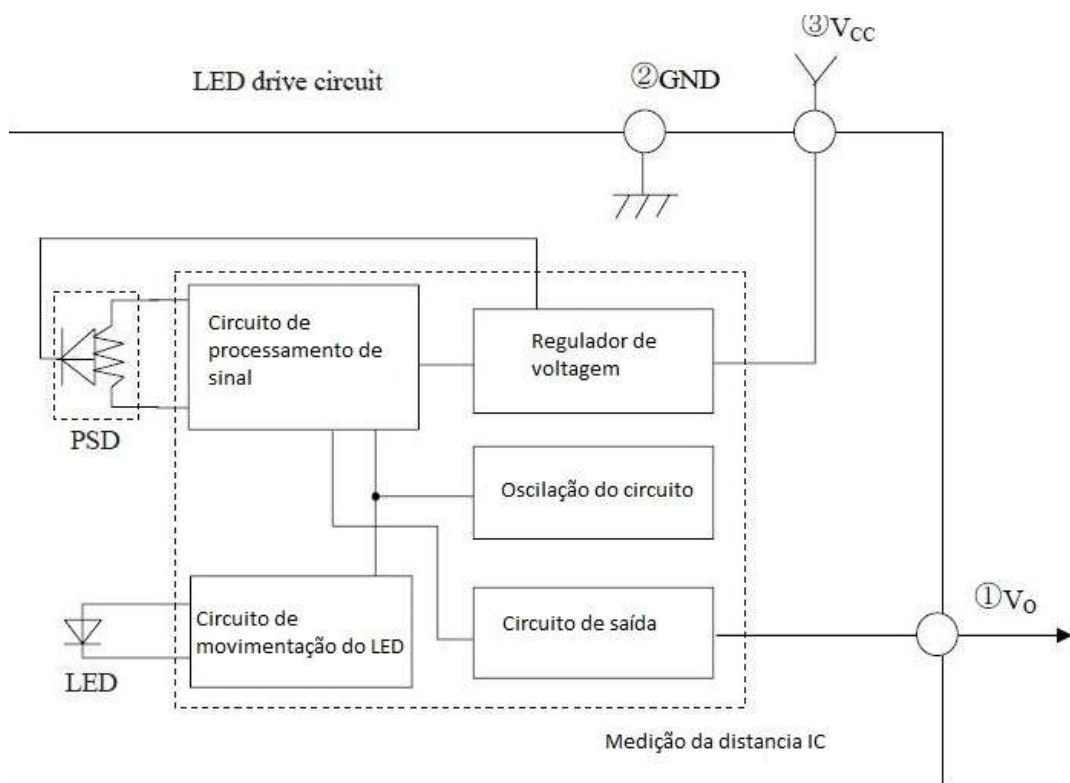 ③VCC
LED drive circuit
②GND
Circuito de
processamento de
sinal
Regulador de
voltagem
PSD
Oscilação do circuito
Circuito de
movimentação do LED
Circuito de saída
①VO
LED
Medição da distancia IC